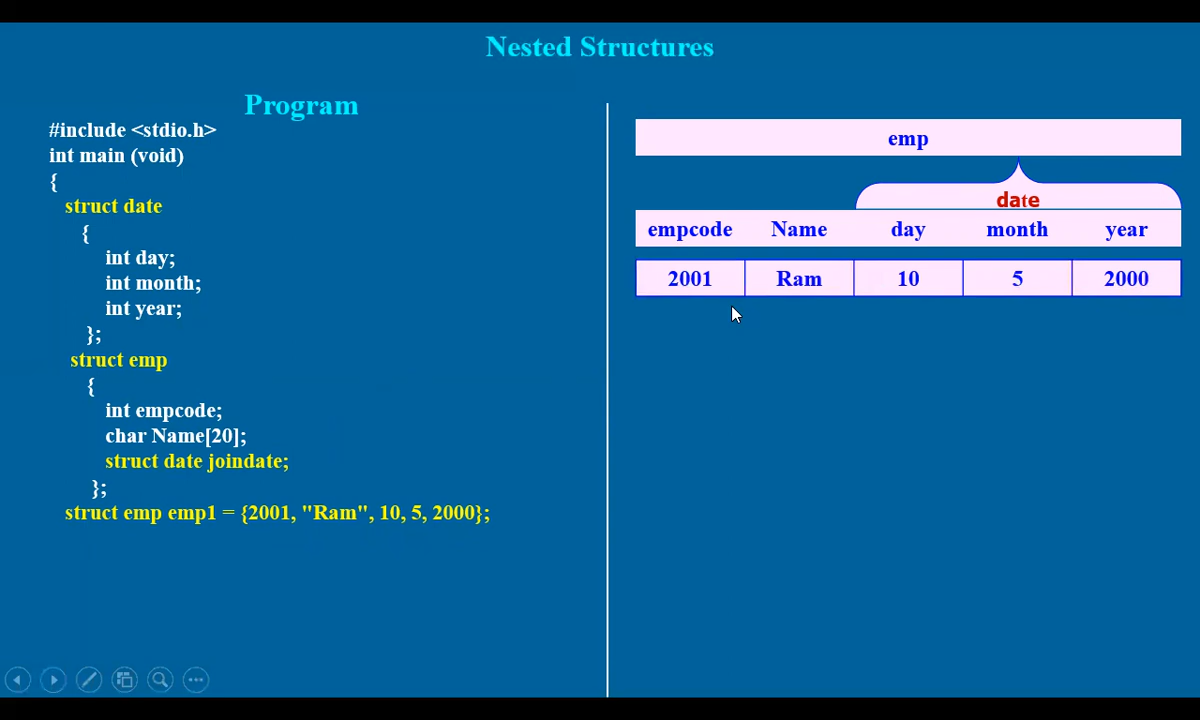 Nested Structures
Program
#include <stdio.h>
int main (void)
{
struct date
{
int day;
int month;
int year;
};
struct emp
{
int empcode;
char Name[20];
struct date joindate;
};
struct emp emp1 = {2001, "Ram", 10, 5, 2000};
emp
date
empcode Name day month year
2001 Ram 10 5 2000